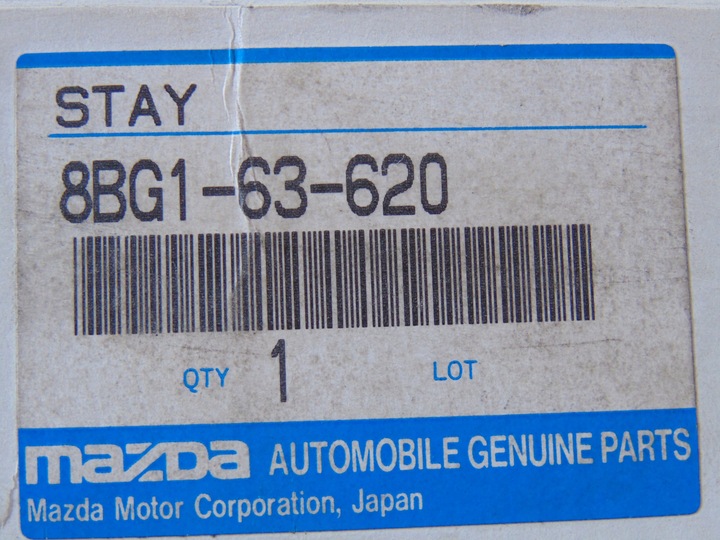 STAY
8BG1-63-620
QTY 1 LOT
mazda AUTOMOBILE GENUINE PARTS
Mazda Motor Corporation, Japan